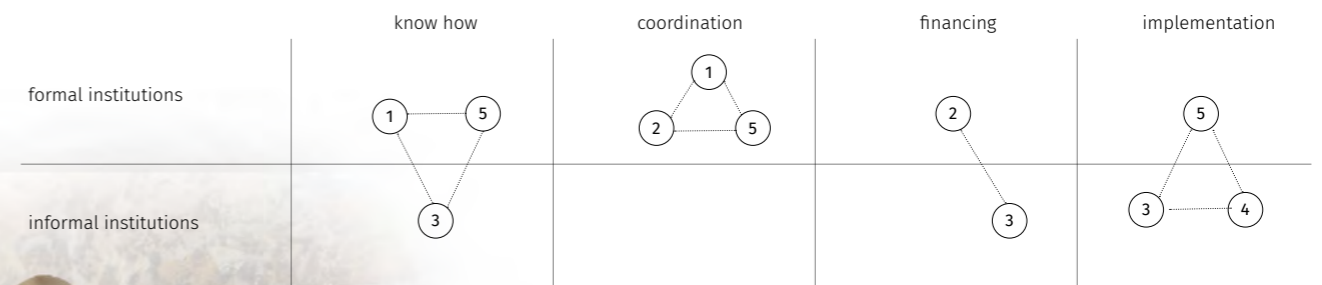 know how coordination financing implementation
1
formal institutions
1 5 2 5 2 5
3 3 3 4
informal institutions